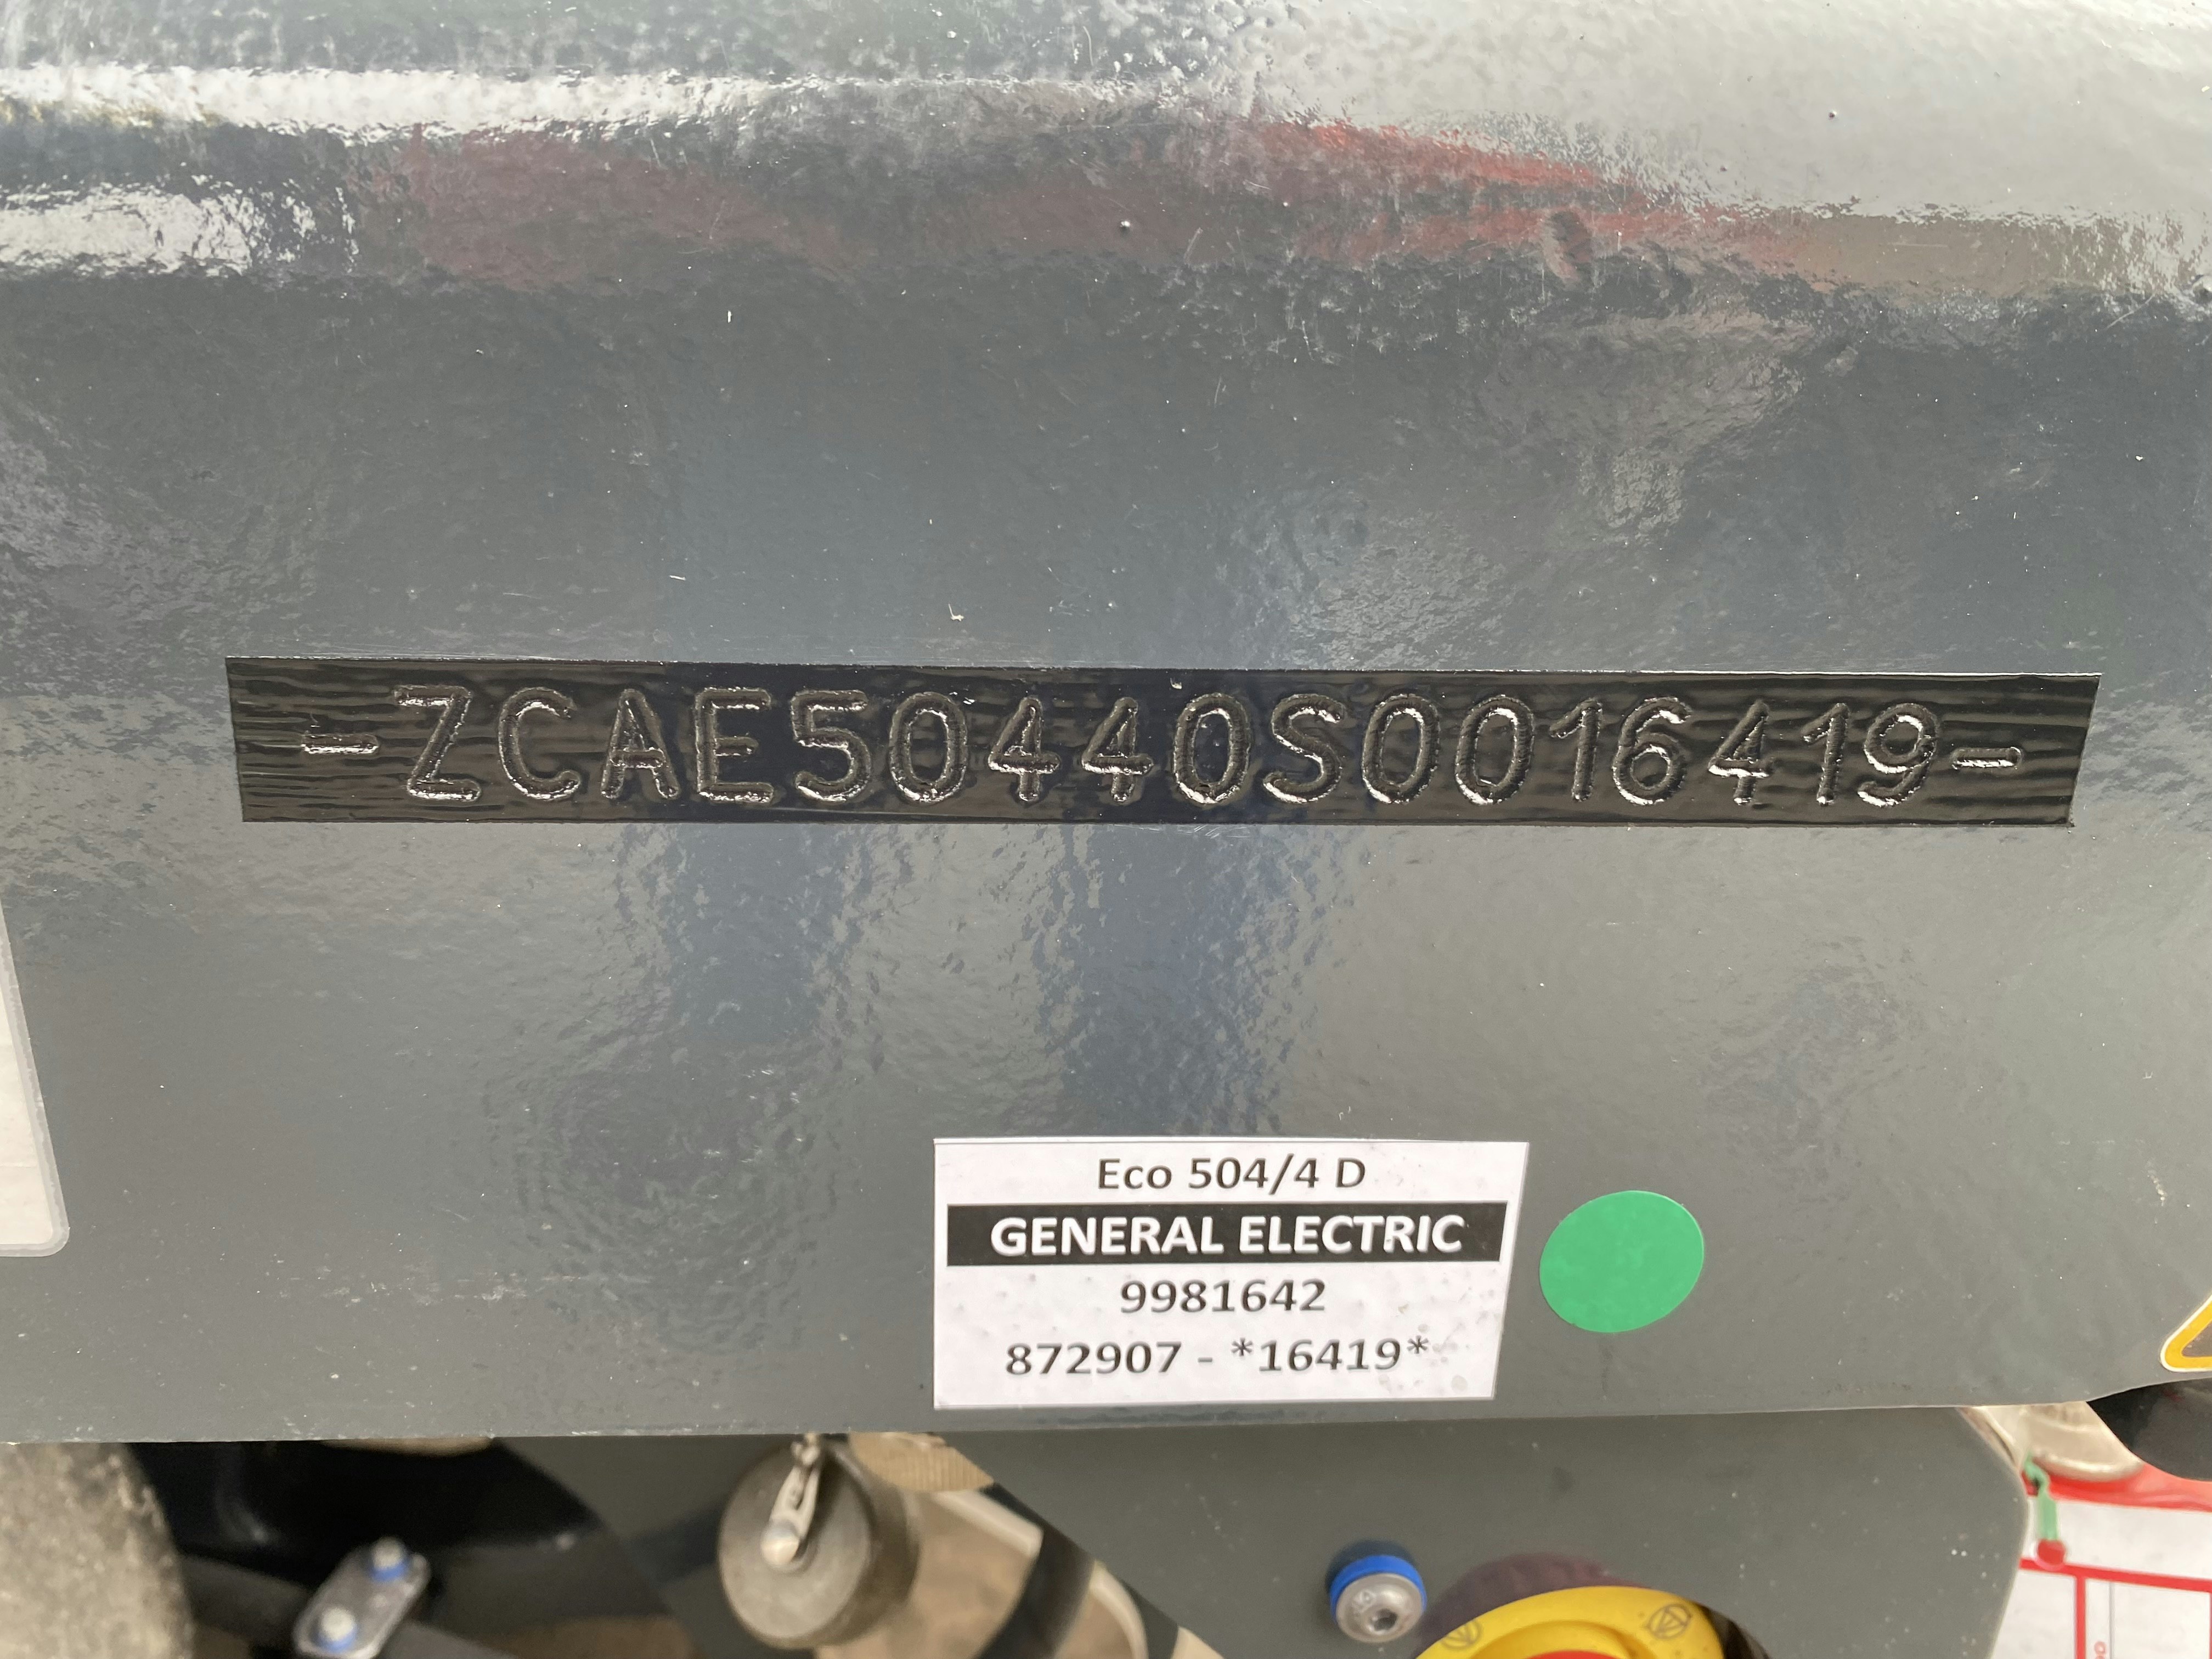 -ZCAE50440S0016419-
Eco 504/4 D
GENERAL ELECTRIC
9981642
872907 - *16419*